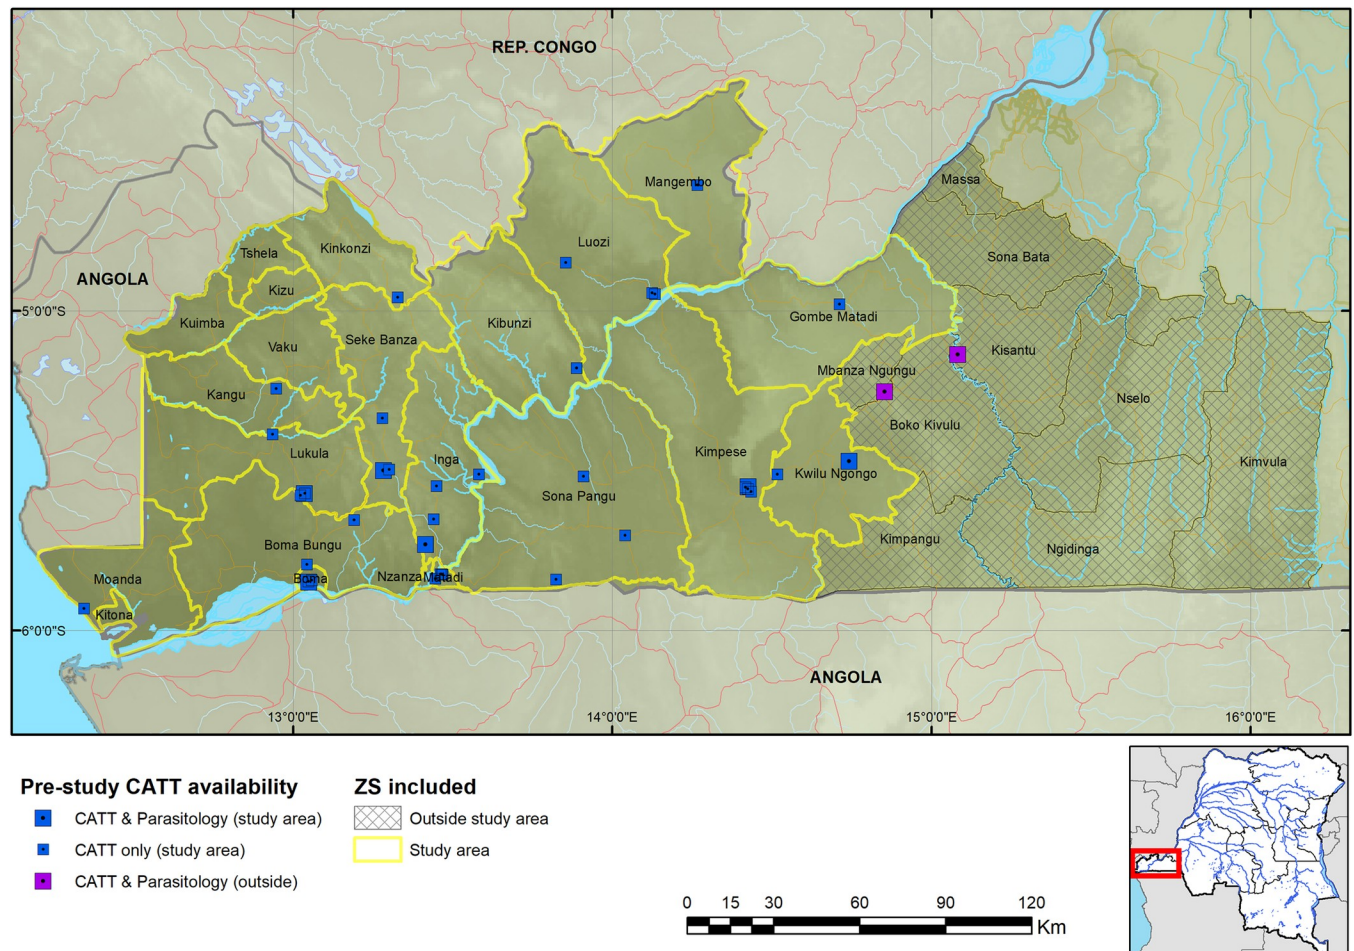 REP. CONGO
Massa
Mangembo
Luozi
Kinkonzi
Tshela
Sona Bata
ANGOLA
Kizu
5°0'0"S
Kuimba
Kibunzi
Gombe Matadi
Seke Banza
Vaku
Kisantu
Mbanza Ngungu
Kangu
Nselo
Boko Kivulu
Lukula
Inga
Kimpese
Kwilu Ngongo
Kimvula
Sona Pangu
Boma Bungu
Kimpangu
Ngidinga
Moanda
Boma
Nzanza
Matadi
Kitona
6°0'0"S
ANGOLA
13°0'0"E
14°0'0"E
15°0'0"E
16°0'0"E
Pre-study CATT availability
CATT & Parasitology (study area)
CATT only (study area)
CATT & Parasitology (outside)
ZS included
Outside study area
Study area
0 15 30 60 90 120
Km